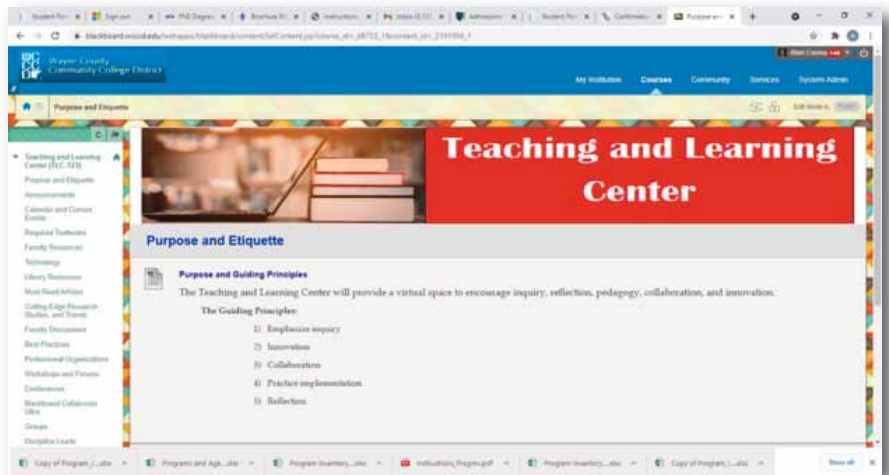 Sign out
Wayne County
Community College District
My Institution Courses Community Services System Admin
Purpose and Etiquette
Teaching and Learning
Center (TLC-123)
Purpose and Etiquette
Announcements
Calendar and Current
Events
Required Textbooks
Faculty Resources
Technology
Library Resources
Must Read Articles
Cutting Edge Research
Studies, and Trends
Faculty Discussions
Best Practices
Professional Organizations
Workshops and Forums
Conferences
Blackboard Collaborate
Ultra
Groups
Discipline Leads
Teaching and Learning
Center
Purpose and Etiquette
Purpose and Guiding Principles
The Teaching and Learning Center will provide a virtual space to encourage inquiry, reflection, pedagogy, collaboration, and innovation.
The Guiding Principles:
1) Emphasize inquiry
2) Innovation
3) Collaboration
4) Practice implementation
5) Reflection
Show all